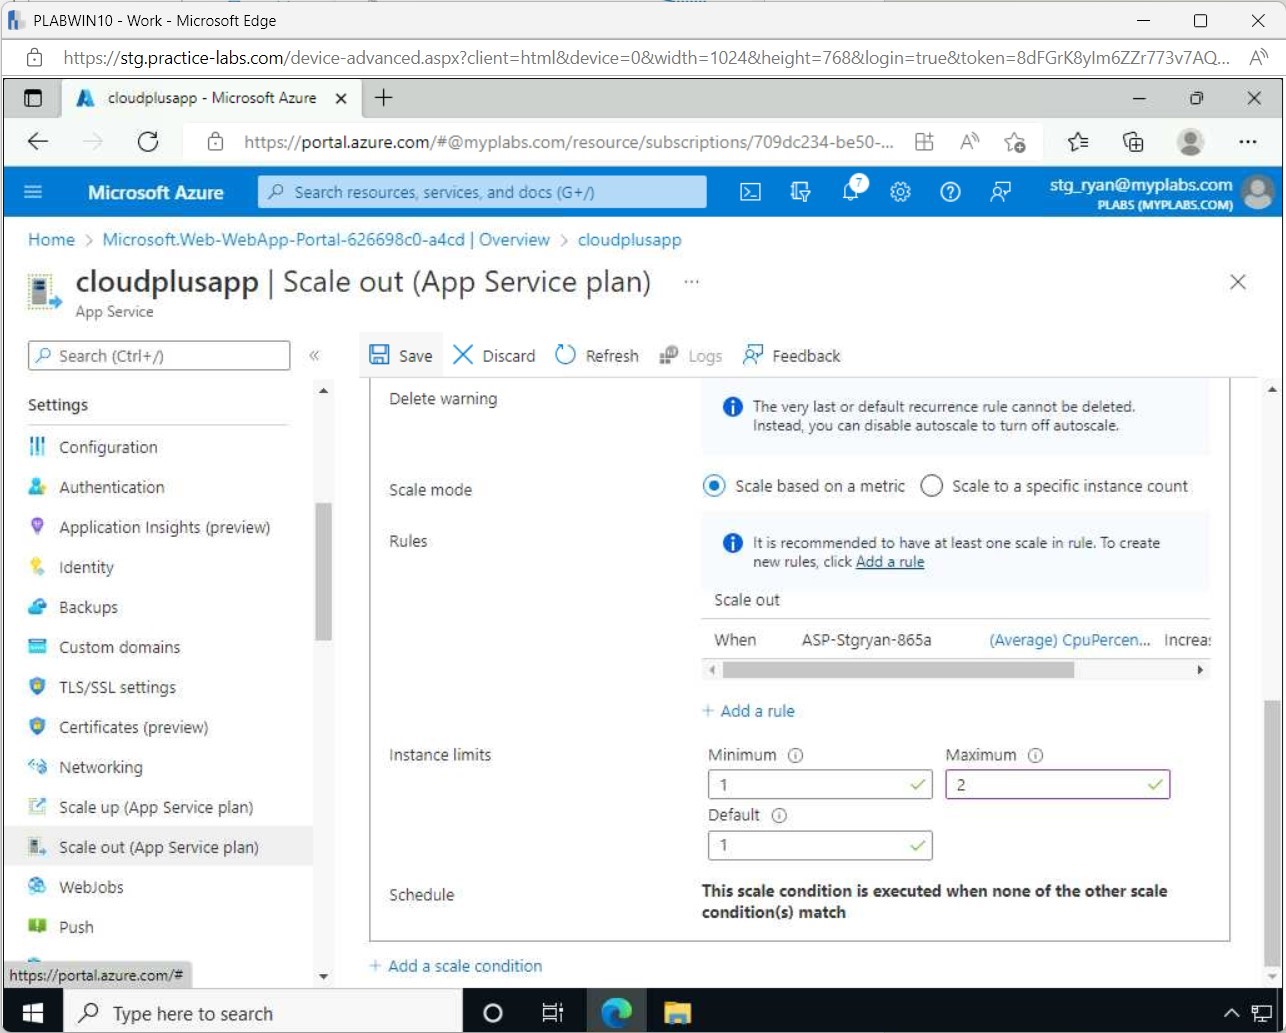 PLABWIN10 - Work - Microsoft Edge
https://stg.practice-labs.com/device-advanced.aspx?client=html&device=0&width=1024&height=768&login=true&token=8dFGrK8ylm6ZZr773v7AQ...
cloudplusapp - Microsoft Azure
https://portal.azure.com/#@myplabs.com/resource/subscriptions/709dc234-be50-...
Microsoft Azure
Search resources, services, and docs (G+/)
7
stg_ryan@myplabs.com
PLABS (MYPLABS.COM)
Home > Microsoft.Web-WebApp-Portal-626698c0-a4cd | Overview > cloudplusapp
cloudplusapp | Scale out (App Service plan) ...
App Service
Search (Ctrl+/)
Save
Discard
Refresh
Logs
Feedback
Settings
Configuration
Authentication
Application Insights (preview)
Identity
Backups
Custom domains
TLS/SSL settings
Certificates (preview)
Networking
Scale up (App Service plan)
Scale out (App Service plan)
WebJobs
Push
https://portal.azure.com/#
Delete warning
The very last or default recurrence rule cannot be deleted.
Instead, you can disable autoscale to turn off autoscale.
Scale mode
Scale based on a metric
Scale to a specific instance count
Rules
It is recommended to have at least one scale in rule. To create
new rules, click Add a rule
Scale out
When ASP-Stgryan-865a (Average) CpuPercen... Increas
+ Add a rule
Instance limits
Minimum
Maximum
1
2
Default
1
Schedule
This scale condition is executed when none of the other scale
condition(s) match
+ Add a scale condition
Type here to search